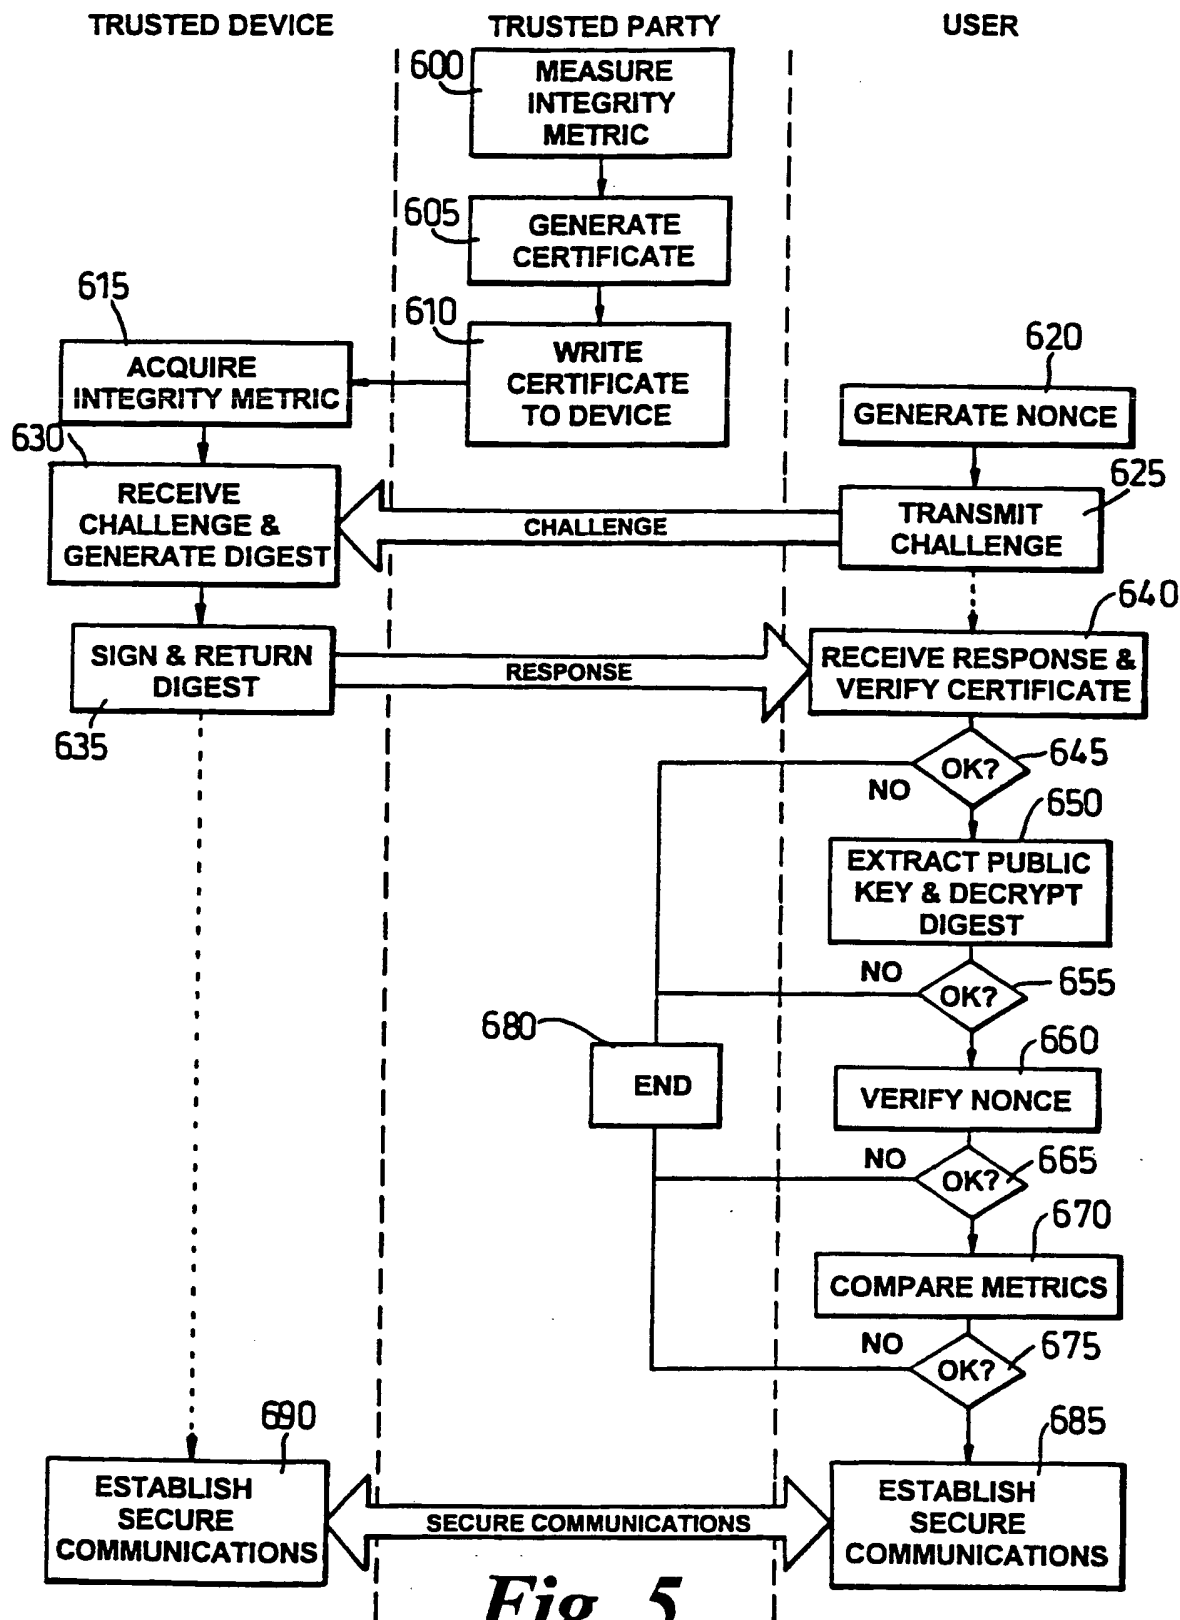 TRUSTED DEVICE
TRUSTED PARTY
USER
600
MEASURE
INTEGRITY
METRIC
605
GENERATE
CERTIFICATE
610
WRITE
CERTIFICATE
TO DEVICE
615
ACQUIRE
INTEGRITY METRIC
620
GENERATE NONCE
630
RECEIVE
CHALLENGE &
GENERATE DIGEST
CHALLENGE
625
TRANSMIT
CHALLENGE
640
SIGN & RETURN
DIGEST
635
RESPONSE
RECEIVE RESPONSE &
VERIFY CERTIFICATE
OK?
645
NO
650
EXTRACT PUBLIC
KEY & DECRYPT
DIGEST
NO
OK?
655
680
END
660
VERIFY NONCE
NO
OK?
665
670
COMPARE METRICS
NO
OK?
675
690
ESTABLISH
SECURE
COMMUNICATIONS
SECURE COMMUNICATIONS
685
ESTABLISH
SECURE
COMMUNICATIONS
Fig. 5